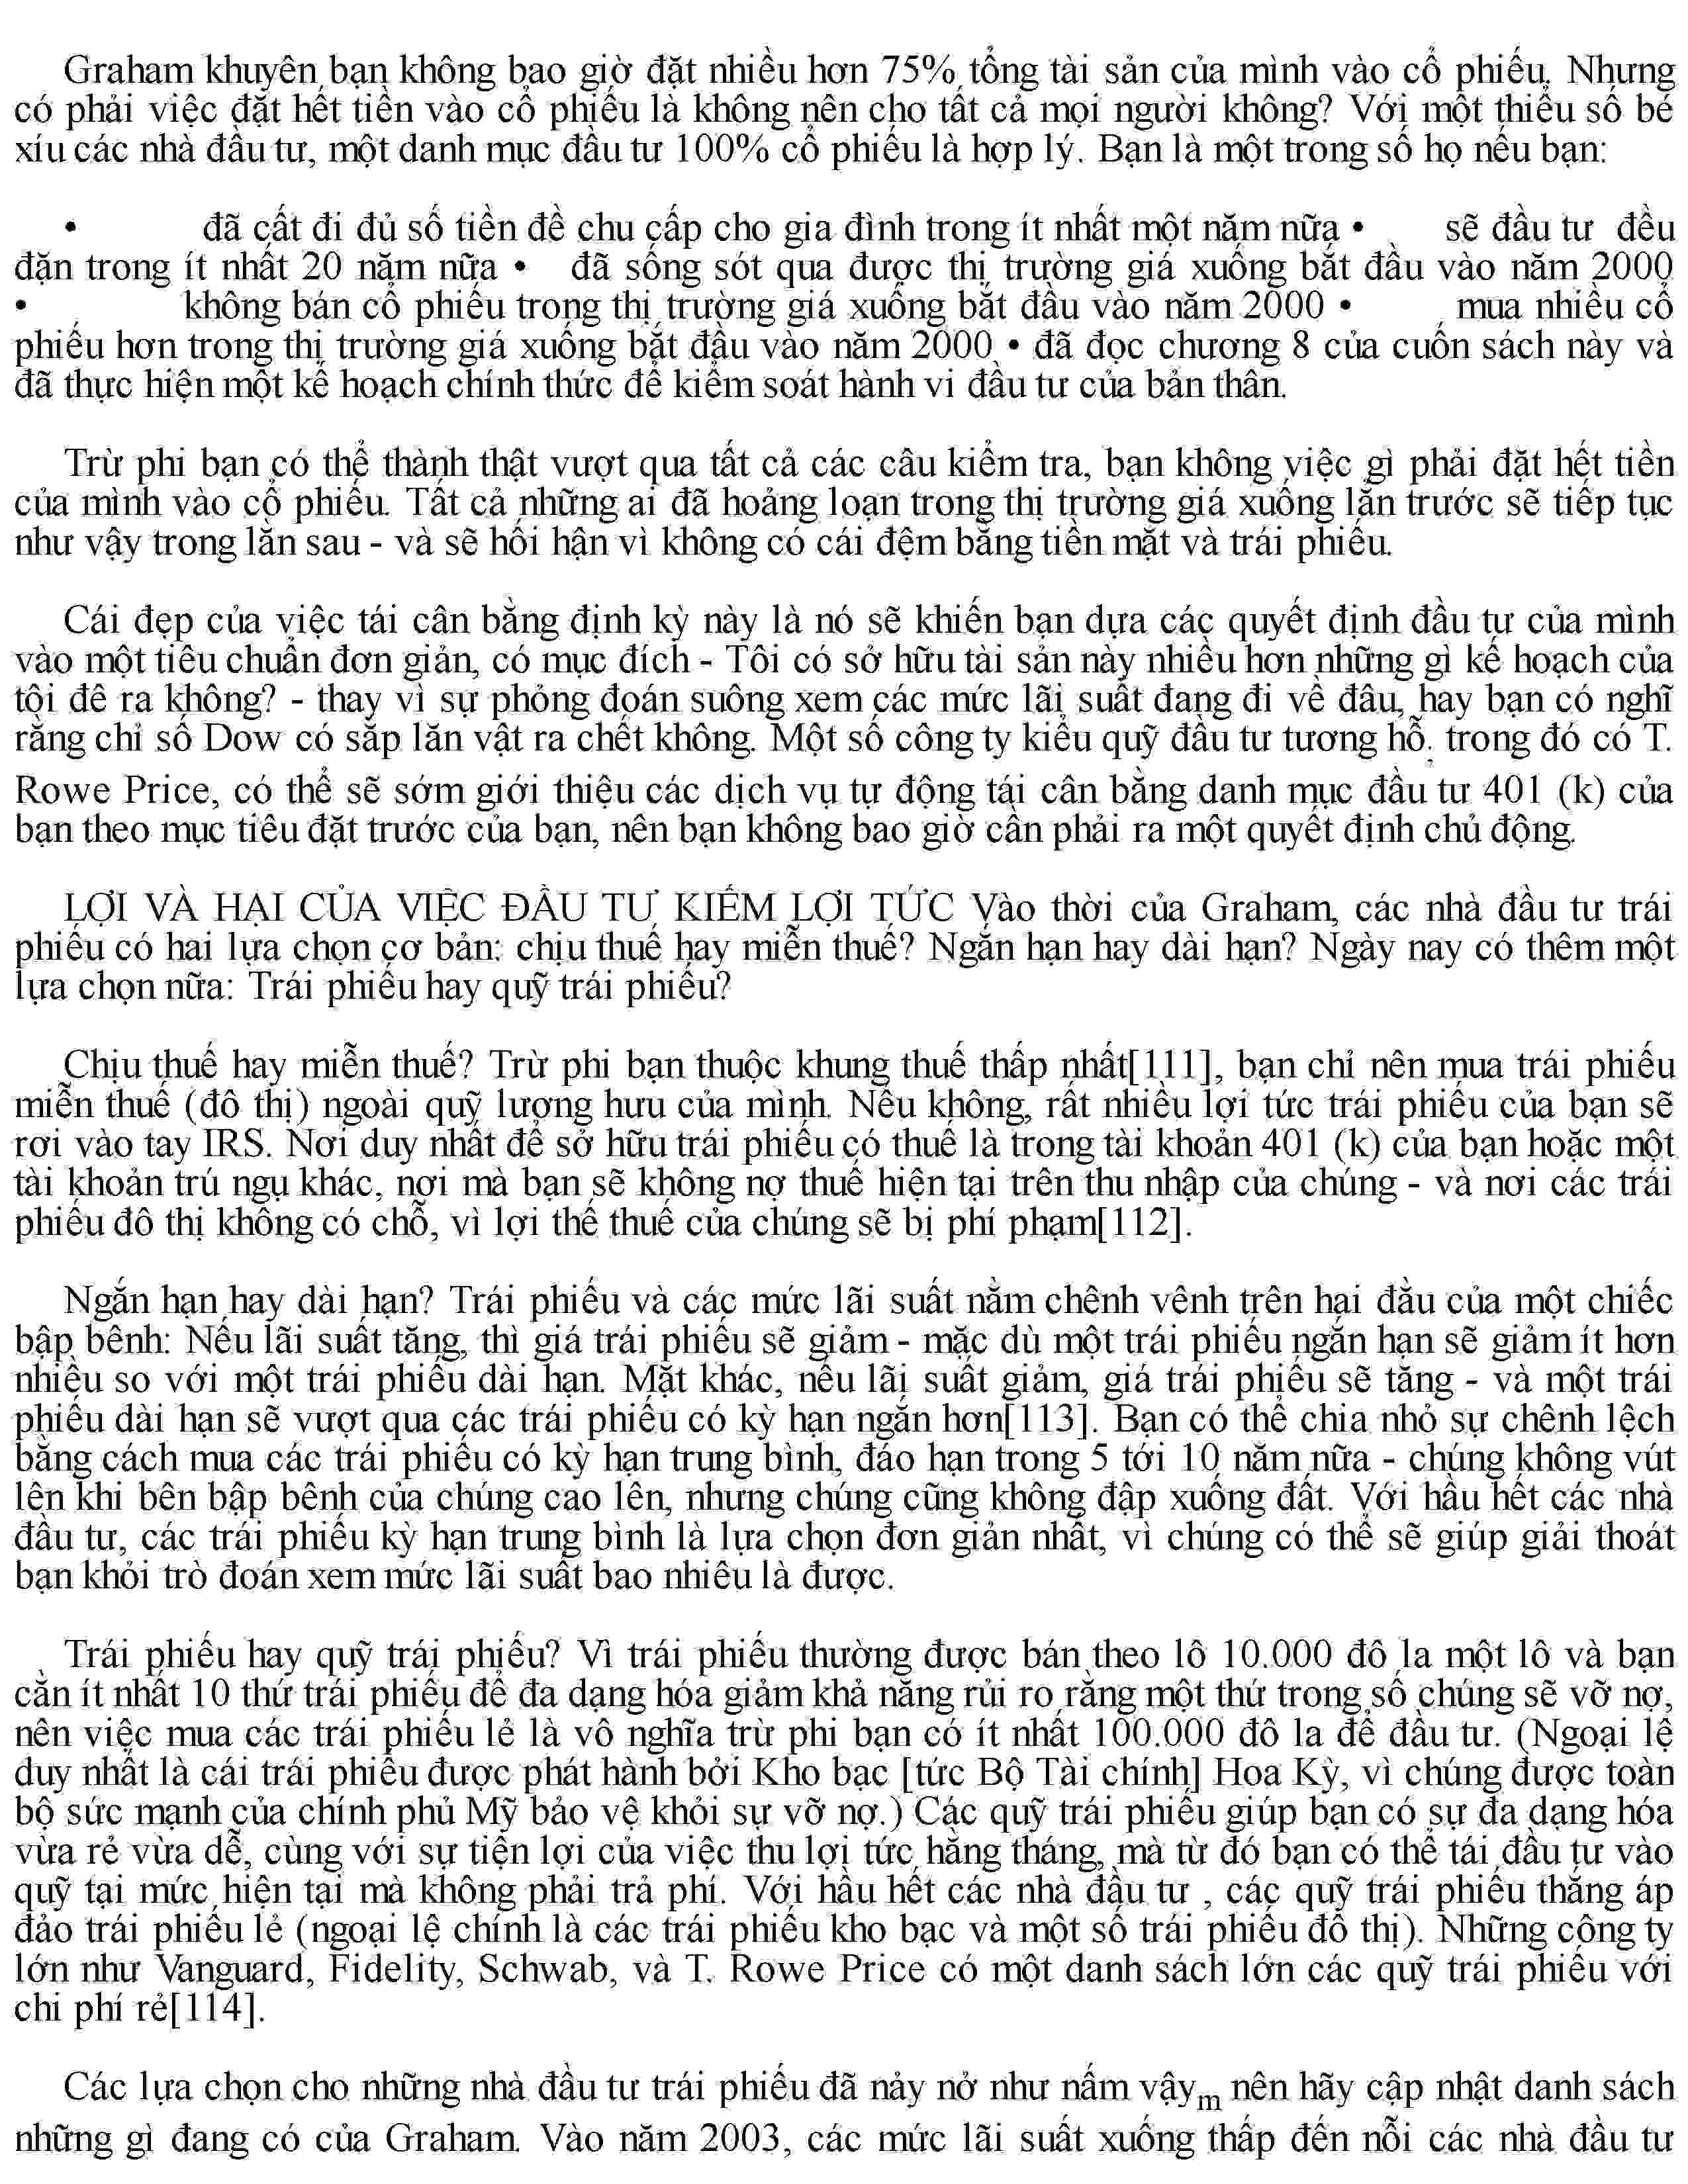 Graham khuyên bạn không bao giờ đặt nhiều hơn 75% tổng tài sản của mình vào cổ phiếu. Nhưng
có phải việc đặt hết tiền vào cổ phiếu là không nên cho tất cả mọi người không? Với một thiểu số bé
xíu các nhà đầu tư, một danh mục đầu tư 100% cổ phiếu là hợp lý. Bạn là một trong số họ nếu bạn:
• đã cất đi đủ số tiền đề chu cấp cho gia đình trong ít nhất một năm nữa • sẽ đầu tư đều
đặn trong ít nhất 20 năm nữa • đã sống sót qua được thị trường giá xuống bắt đầu vào năm 2000
• không bán cổ phiếu trong thị trường giá xuống bắt đầu vào năm 2000 • mua nhiều cổ
phiếu hơn trong thị trường giá xuống bắt đầu vào năm 2000 • đã đọc chương 8 của cuốn sách này và
đã thực hiện một kế hoạch chính thức để kiểm soát hành vi đầu tư của bản thân.
Trừ phi bạn có thể thành thật vượt qua tất cả các câu kiểm tra, bạn không việc gì phải đặt hết tiền
của mình vào cổ phiếu. Tất cả những ai đã hoảng loạn trong thị trường giá xuống lần trước sẽ tiếp tục
như vậy trong lần sau - và sẽ hối hận vì không có cái đệm bằng tiền mặt và trái phiếu.
Cái đẹp của việc tái cân bằng định kỳ này là nó sẽ khiến bạn dựa các quyết định đầu tư của mình
vào một tiêu chuẩn đơn giản, có mục đích - Tôi có sở hữu tài sản này nhiều hơn những gì kế hoạch của
tôi đề ra không? - thay vì sự phỏng đoán suông xem các mức lãi suất đang đi về đâu, hay bạn có nghĩ
rằng chỉ số Dow có sắp lăn vật ra chết không. Một số công ty kiểu quỹ đầu tư tương hỗ, trong đó có T.
Rowe Price, có thể sẽ sớm giới thiệu các dịch vụ tự động tái cân bằng danh mục đầu tư 401 (k) của
bạn theo mục tiêu đặt trước của bạn, nên bạn không bao giờ cần phải ra một quyết định chủ động.
LỢI VÀ HẠI CỦA VIỆC ĐẦU TƯ KIẾM LỢI TỨC Vào thời của Graham, các nhà đầu tư trái
phiếu có hai lựa chọn cơ bản: chịu thuế hay miễn thuế? Ngắn hạn hay dài hạn? Ngày nay có thêm một
lựa chọn nữa: Trái phiếu hay quỹ trái phiếu?
Chịu thuế hay miễn thuế? Trừ phi bạn thuộc khung thuế thấp nhất[111], bạn chỉ nên mua trái phiếu
miễn thuế (đô thị) ngoài quỹ lượng hưu của mình. Nếu không, rất nhiều lợi tức trái phiếu của bạn sẽ
rơi vào tay IRS. Nơi duy nhất để sở hữu trái phiếu có thuế là trong tài khoản 401 (k) của bạn hoặc một
tài khoản trú ngụ khác, nơi mà bạn sẽ không nợ thuế hiện tại trên thu nhập của chúng - và nơi các trái
phiếu đô thị không có chỗ, vì lợi thế thuế của chúng sẽ bị phí phạm[112].
Ngắn hạn hay dài hạn? Trái phiếu và các mức lãi suất nằm chênh vênh trên hai đầu của một chiếc
bập bênh: Nếu lãi suất tăng, thì giá trái phiếu sẽ giảm - mặc dù một trái phiếu ngắn hạn sẽ giảm ít hơn
nhiều so với một trái phiếu dài hạn. Mặt khác, nếu lãi suất giảm, giá trái phiếu sẽ tăng - và một trái
phiếu dài hạn sẽ vượt qua các trái phiếu có kỳ hạn ngắn hơn[113]. Bạn có thể chia nhỏ sự chênh lệch
bằng cách mua các trái phiếu có kỳ hạn trung bình, đáo hạn trong 5 tới 10 năm nữa - chúng không vút
lên khi bên bập bênh của chúng cao lên, nhưng chúng cũng không đập xuống đất. Với hầu hết các nhà
đầu tư, các trái phiếu kỳ hạn trung bình là lựa chọn đơn giản nhất, vì chúng có thể sẽ giúp giải thoát
bạn khỏi trò đoán xem mức lãi suất bao nhiêu là được.
Trái phiếu hay quỹ trái phiếu? Vì trái phiếu thường được bán theo lô 10.000 đô la một lô và bạn
cần ít nhất 10 thứ trái phiếu để đa dạng hóa giảm khả năng rủi ro rằng một thứ trong số chúng sẽ vỡ nợ,
nên việc mua các trái phiếu lẻ là vô nghĩa trừ phi bạn có ít nhất 100.000 đô la để đầu tư. (Ngoại lệ
duy nhất là cái trái phiếu được phát hành bởi Kho bạc [tức Bộ Tài chính] Hoa Kỳ, vì chúng được toàn
bộ sức mạnh của chính phủ Mỹ bảo vệ khỏi sự vỡ nợ.) Các quỹ trái phiếu giúp bạn có sự đa dạng hóa
vừa rẻ vừa dễ, cùng với sự tiện lợi của việc thu lợi tức hằng tháng, mà từ đó bạn có thể tái đầu tư vào
quỹ tại mức hiện tại mà không phải trả phí. Với hầu hết các nhà đầu tư , các quỹ trái phiếu thắng áp
đảo trái phiếu lẻ (ngoại lệ chính là các trái phiếu kho bạc và một số trái phiếu đô thị). Những công ty
lớn như Vanguard, Fidelity, Schwab, và T. Rowe Price có một danh sách lớn các quỹ trái phiếu với
chi phí rẻ[114].
Các lựa chọn cho những nhà đầu tư trái phiếu đã nảy nở như nấm vậym nên hãy cập nhật danh sách
những gì đang có của Graham. Vào năm 2003, các mức lãi suất xuống thấp đến nỗi các nhà đầu tư